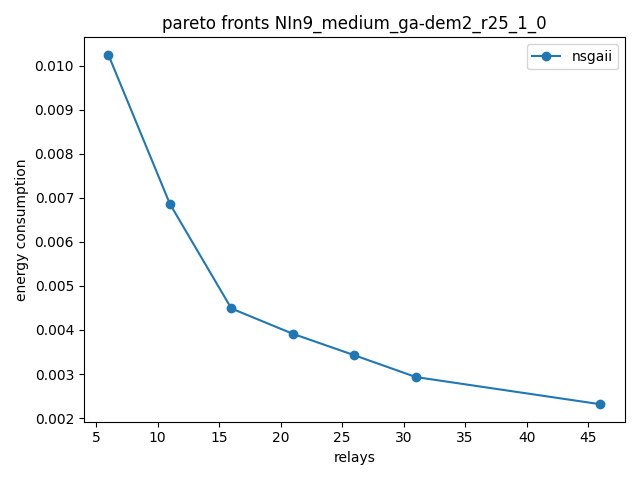 pareto fronts NIn9_medium_ga-dem2_r25_1_0
nsgaii
0.010
0.009
0.008
0.007
0.006
0.005
0.004
0.003
0.002
energy consumption
5 10 15 20 25 30 35 40 45
relays